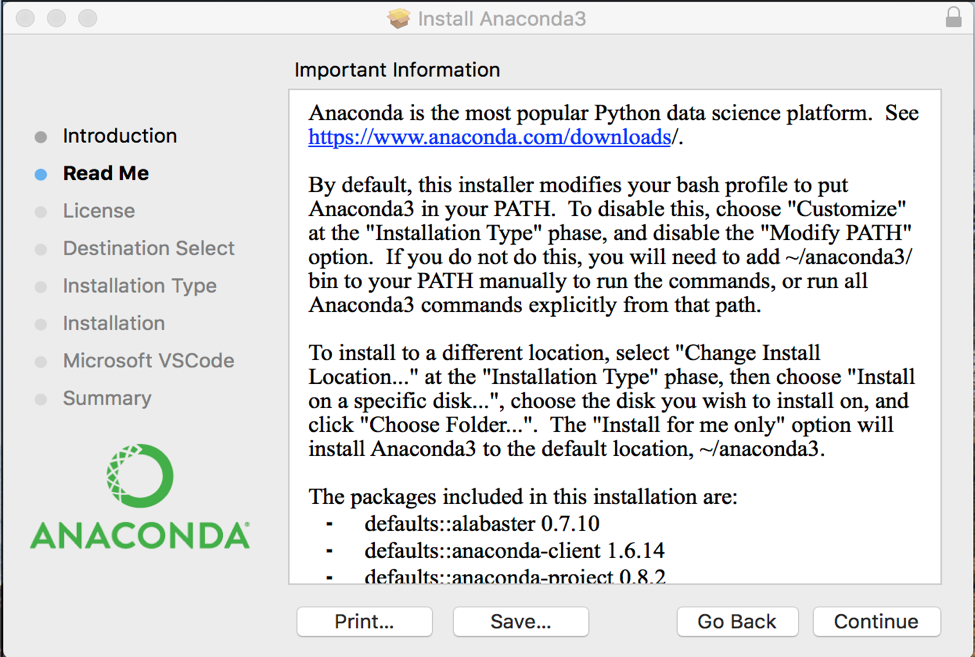 Install Anaconda3
Important Information
Introduction
Read Me
License
Destination Select
Installation Type
Installation
Microsoft VSCode
Summary
ANACONDA®
Anaconda is the most popular Python data science platform.  See
https://www.anaconda.com/downloads/.
By default, this installer modifies your bash profile to put
Anaconda3 in your PATH.  To disable this, choose "Customize"
at the "Installation Type" phase, and disable the "Modify PATH"
option.  If you do not do this, you will need to add ~/anaconda3/
bin to your PATH manually to run the commands, or run all
Anaconda3 commands explicitly from that path.
To install to a different location, select "Change Install
Location..." at the "Installation Type" phase, then choose "Install
on a specific disk...", choose the disk you wish to install on, and
click "Choose Folder...".  The "Install for me only" option will
install Anaconda3 to the default location, ~/anaconda3.
The packages included in this installation are:
- defaults::alabaster 0.7.10
- defaults::anaconda-client 1.6.14
- defaults::anaconda-project 0.8.2
Print... Save... Go Back Continue